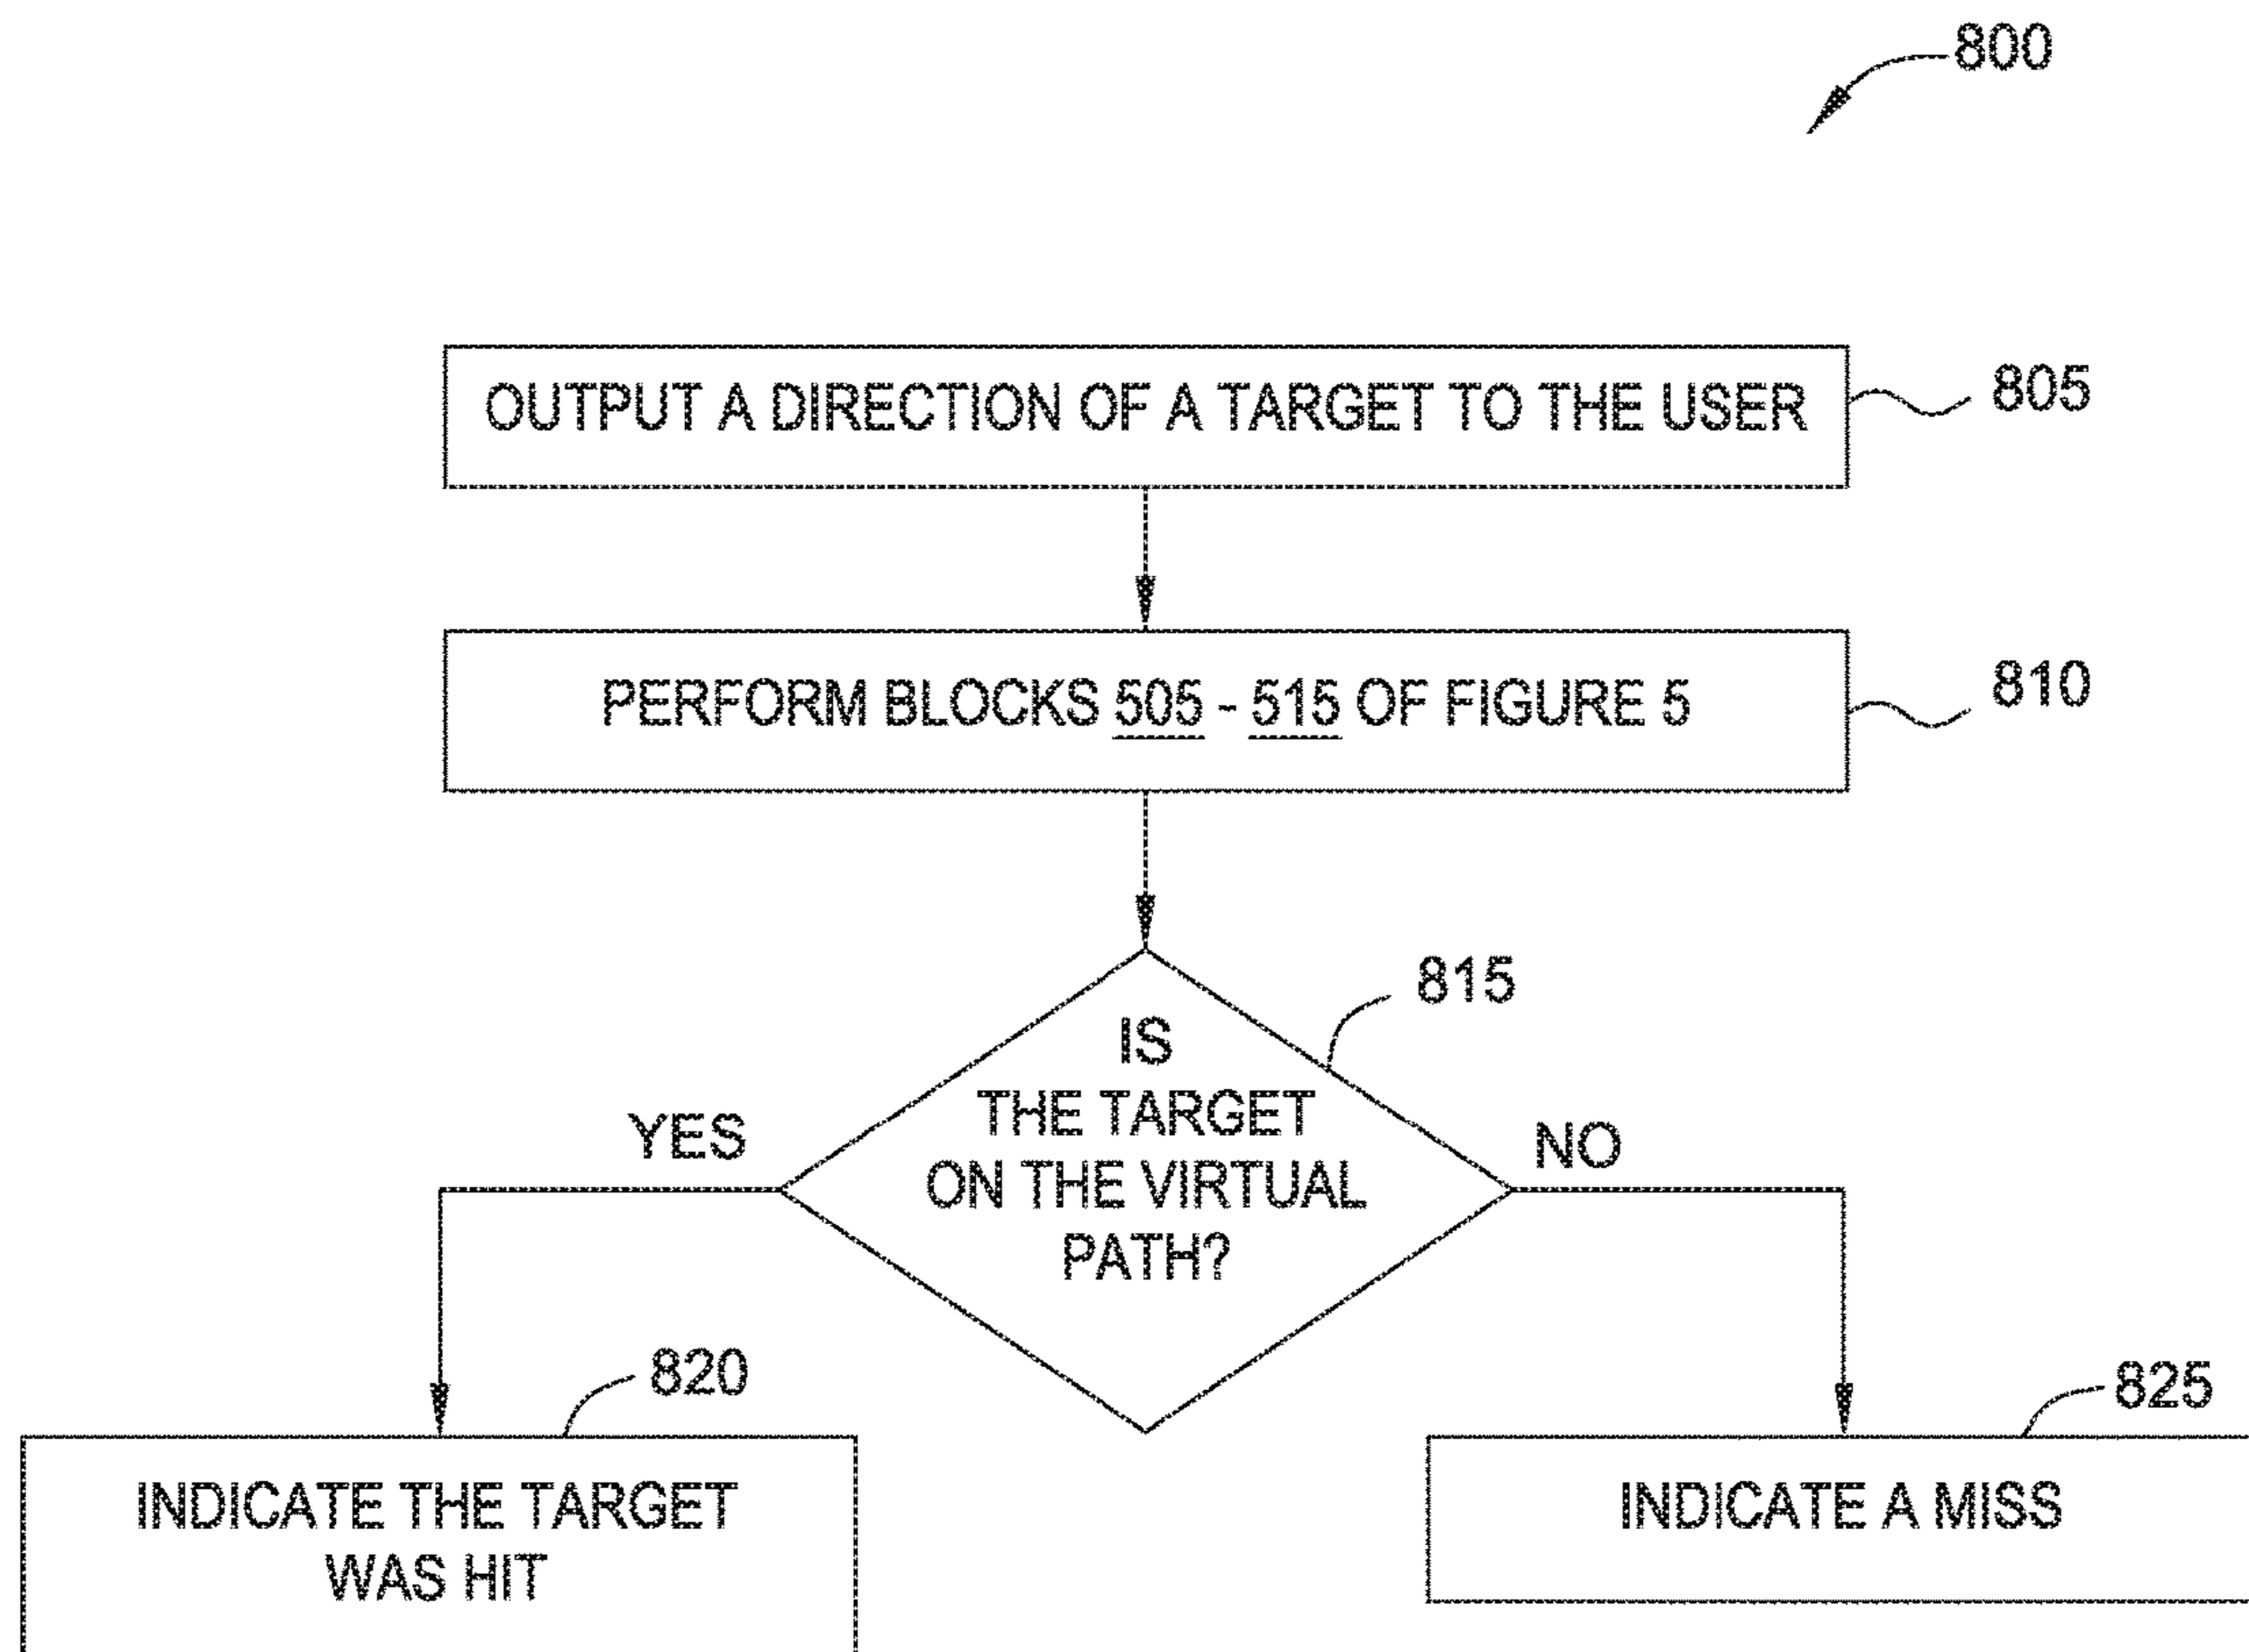 800
OUTPUT A DIRECTION OF A TARGET TO THE USER
805
PERFORM BLOCKS 505 - 515 OF FIGURE 5
810
815
IS
THE TARGET
ON THE VIRTUAL
PATH?
YES
NO
820
INDICATE THE TARGET
WAS HIT
825
INDICATE A MISS